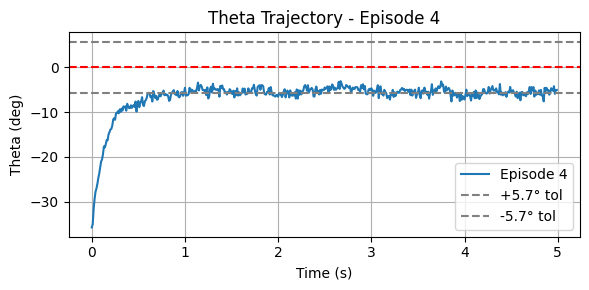 Theta Trajectory - Episode 4
Theta (deg)
0
−10
−20
−30
0
1
2
3
4
5
Time (s)
Episode 4
+5.7° tol
-5.7° tol